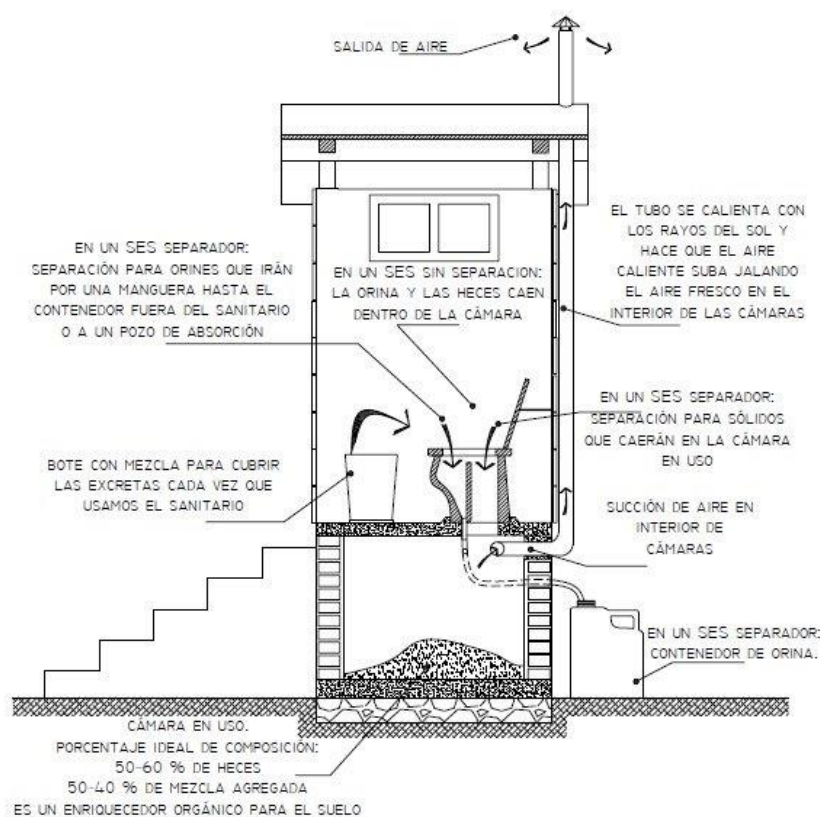 SALIDA DE AIRE
EN UN SES SEPARADOR:
SEPARACIÓN PARA ORINES QUE IRÁN
POR UNA MANGUERA HASTA EL
CONTENEDOR FUERA DEL SANITARIO
O A UN POZO DE ABSORCIÓN
EN UN SES SIN SEPARACION:
LA ORINA Y LAS HECES CAEN
DENTRO DE LA CÁMARA
EL TUBO SE CALIENTA CON
LOS RAYOS DEL SOL Y
HACE QUE EL AIRE
CALIENTE SUBA JALANDO
EL AIRE FRESCO EN EL
INTERIOR DE LAS CÁMARAS
EN UN SES SEPARADOR:
SEPARACIÓN PARA SÓLIDOS
QUE CAERÁN EN LA CÁMARA
EN USO
BOTE CON MEZCLA PARA CUBRIR
LAS EXCRETAS CADA VEZ QUE
USAMOS EL SANITARIO
SUCCIÓN DE AIRE EN
INTERIOR DE
CÁMARAS
EN UN SES SEPARADOR:
CONTENEDOR DE ORINA.
CÁMARA EN USO.
PORCENTAJE IDEAL DE COMPOSICIÓN:
50-60 % DE HECES
50-40 % DE MEZCLA AGREGADA
ES UN ENRIQUECEDOR ORGÁNICO PARA EL SUELO